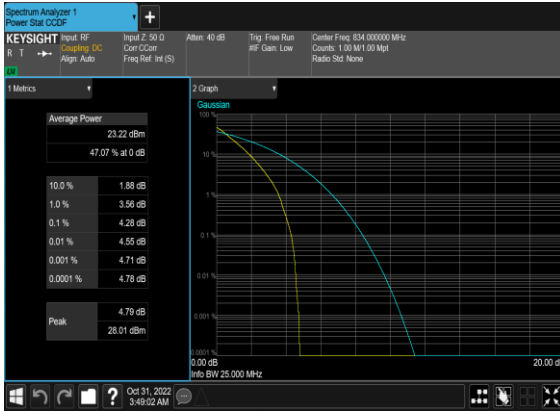 Spectrum Analyzer 1
Power Stat CCDF
+
KEYSIGHT
R T
LXI
Input: RF
Coupling: DC
Align: Auto
Input Z: 50 Ω
Corr CCorr
Freq Ref: Int (S)
Atten: 40 dB
Trig: Free Run
#IF Gain: Low
Center Freq: 834.000000 MHz
Counts: 1.00 M/1.00 Mpt
Radio Std: None
1 Metrics
Average Power
23.22 dBm
47.07 % at 0 dB
10.0 % 1.88 dB
1.0 % 3.56 dB
0.1 % 4.28 dB
0.01 % 4.55 dB
0.001 % 4.71 dB
0.0001 % 4.78 dB
Peak
4.79 dB
28.01 dBm
2 Graph
Gaussian
100 %
10 %
1 %
0.1 %
0.01 %
0.001 %
0.0001 %
0.00 dB
20.00 d
Info BW 25.000 MHz
?
Oct 31, 2022
3:49:02 AM